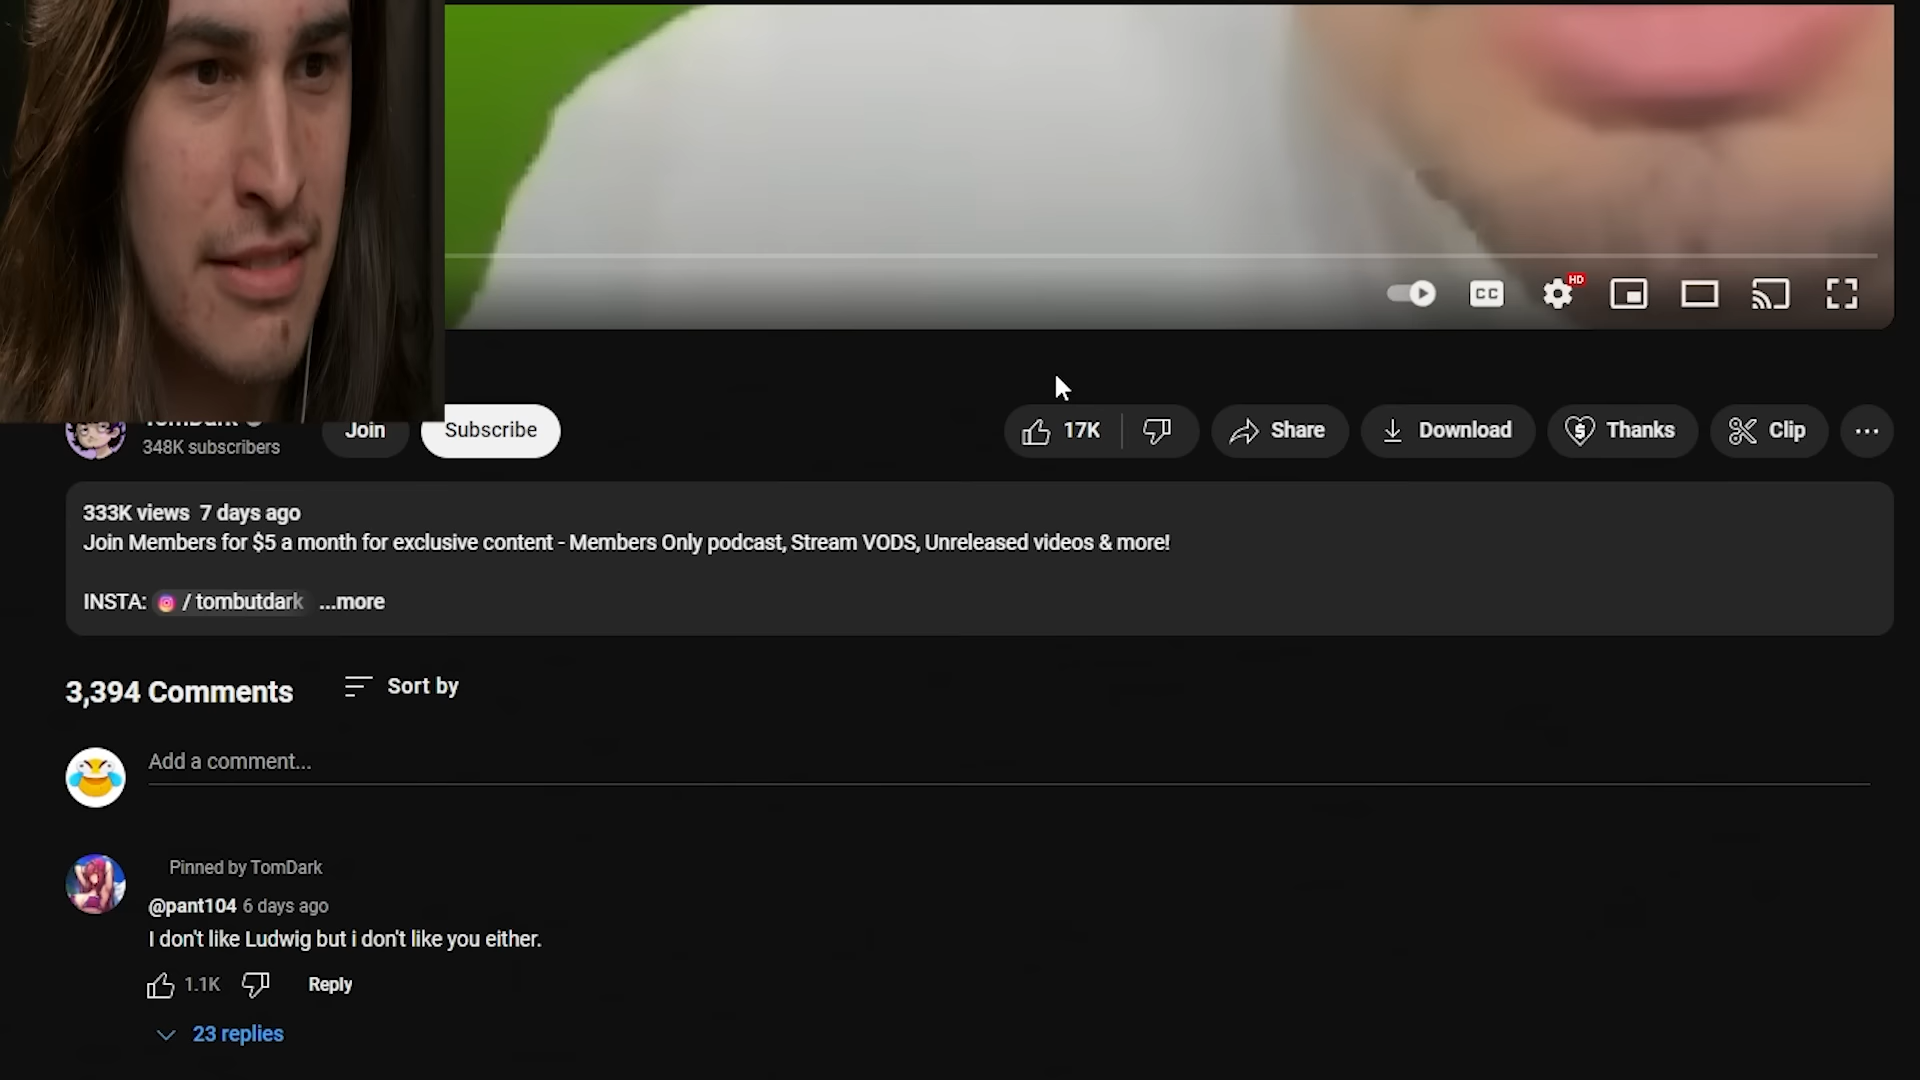 CC
HD
TomDark
348K subscribers
Join
Subscribe
17K
Share
Download
Thanks
Clip
333K views 7 days ago
Join Members for $5 a month for exclusive content - Members Only podcast, Stream VODS, Unreleased videos & more!
INSTA: / tombutdark ...more
3,394 Comments
Sort by
Add a comment...
Pinned by TomDark
@pant104 6 days ago
I don't like Ludwig but i don't like you either.
1.1K
Reply
23 replies